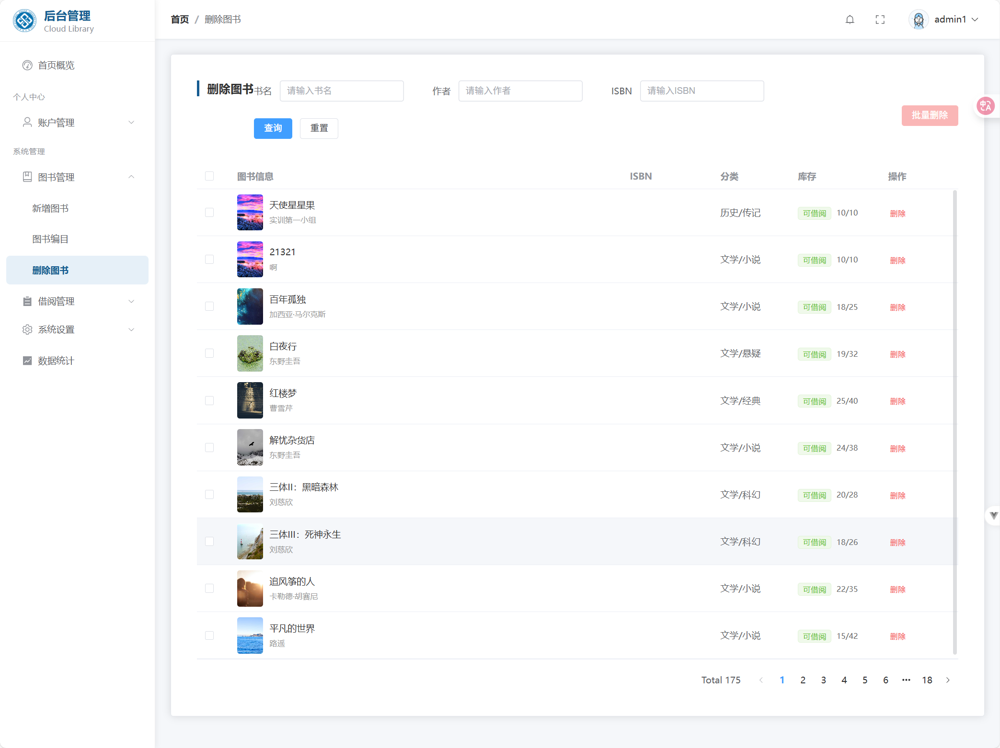 后台管理
Cloud Library
首页 / 删除图书
admin1
首页概览
个人中心
账户管理
系统管理
图书管理
新增图书
图书编目
删除图书
借阅管理
系统设置
数据统计
删除图书 书名 请输入书名 作者 请输入作者 ISBN 请输入ISBN
查询 重置
批量删除
图书信息 ISBN 分类 库存 操作
天使星星果
实训第一小组
历史/传记 可借阅 10/10 删除
21321
啊
文学/小说 可借阅 10/10 删除
百年孤独
加西亚·马尔克斯
文学/小说 可借阅 18/25 删除
白夜行
东野圭吾
文学/悬疑 可借阅 19/32 删除
红楼梦
曹雪芹
文学/经典 可借阅 25/40 删除
解忧杂货店
东野圭吾
文学/小说 可借阅 24/38 删除
三体II：黑暗森林
刘慈欣
文学/科幻 可借阅 20/28 删除
三体III：死神永生
刘慈欣
文学/科幻 可借阅 18/26 删除
追风筝的人
卡勒德·胡赛尼
文学/小说 可借阅 22/35 删除
平凡的世界
路遥
文学/小说 可借阅 15/42 删除
Total 175 1 2 3 4 5 6 ••• 18